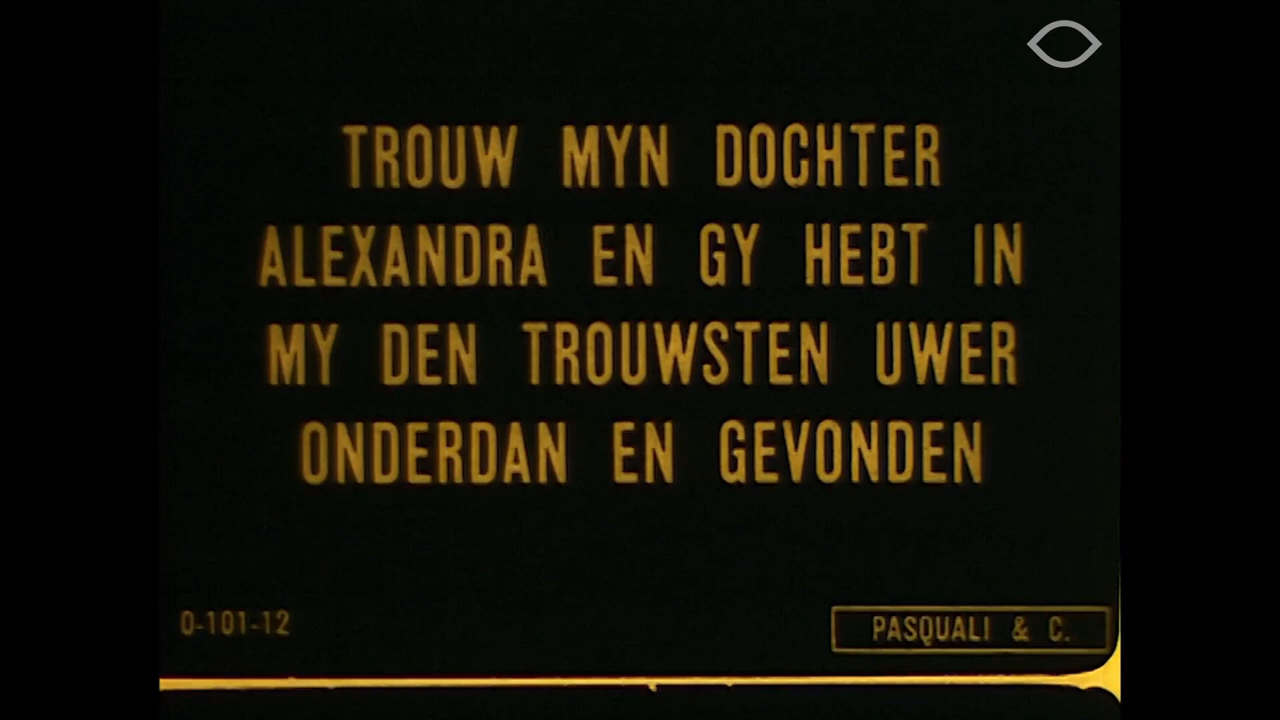 TROUW MYN DOCHTER
ALEXANDRA EN GY HEBT IN
MY DEN TROUWSTEN UWER
ONDERDAN EN GEVONDEN
0-101-12
PASQUALI & C.